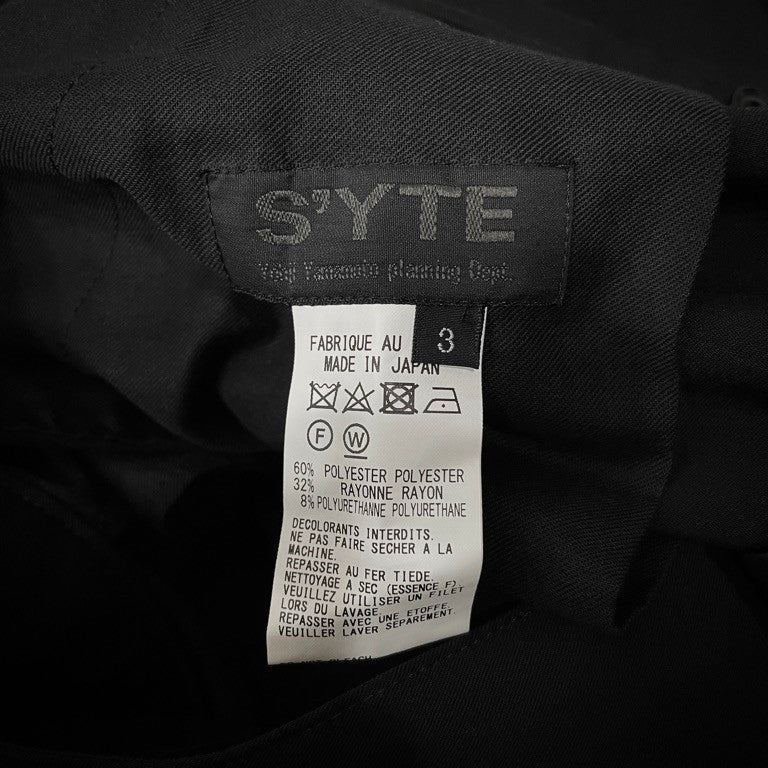 S'YTE
Yohji Yamamoto planning Dept.
3
FABRIQUE AU
MADE IN JAPAN
F W
60% POLYESTER POLYESTER
32% RAYONNE RAYON
8% POLYURETHANNE POLYURETHANE
DECOLORANTS INTERDITS.
NE PAS FAIRE SECHER A LA
MACHINE.
REPASSER AU FER TIEDE.
NETTOYAGE A SEC (ESSENCE F).
VEUILLEZ UTILISER UN FILET
LORS DU LAVAGE.
REPASSER AVEC UNE ETOFFE.
VEUILLER LAVER SEPAREMENT.
BLEACH